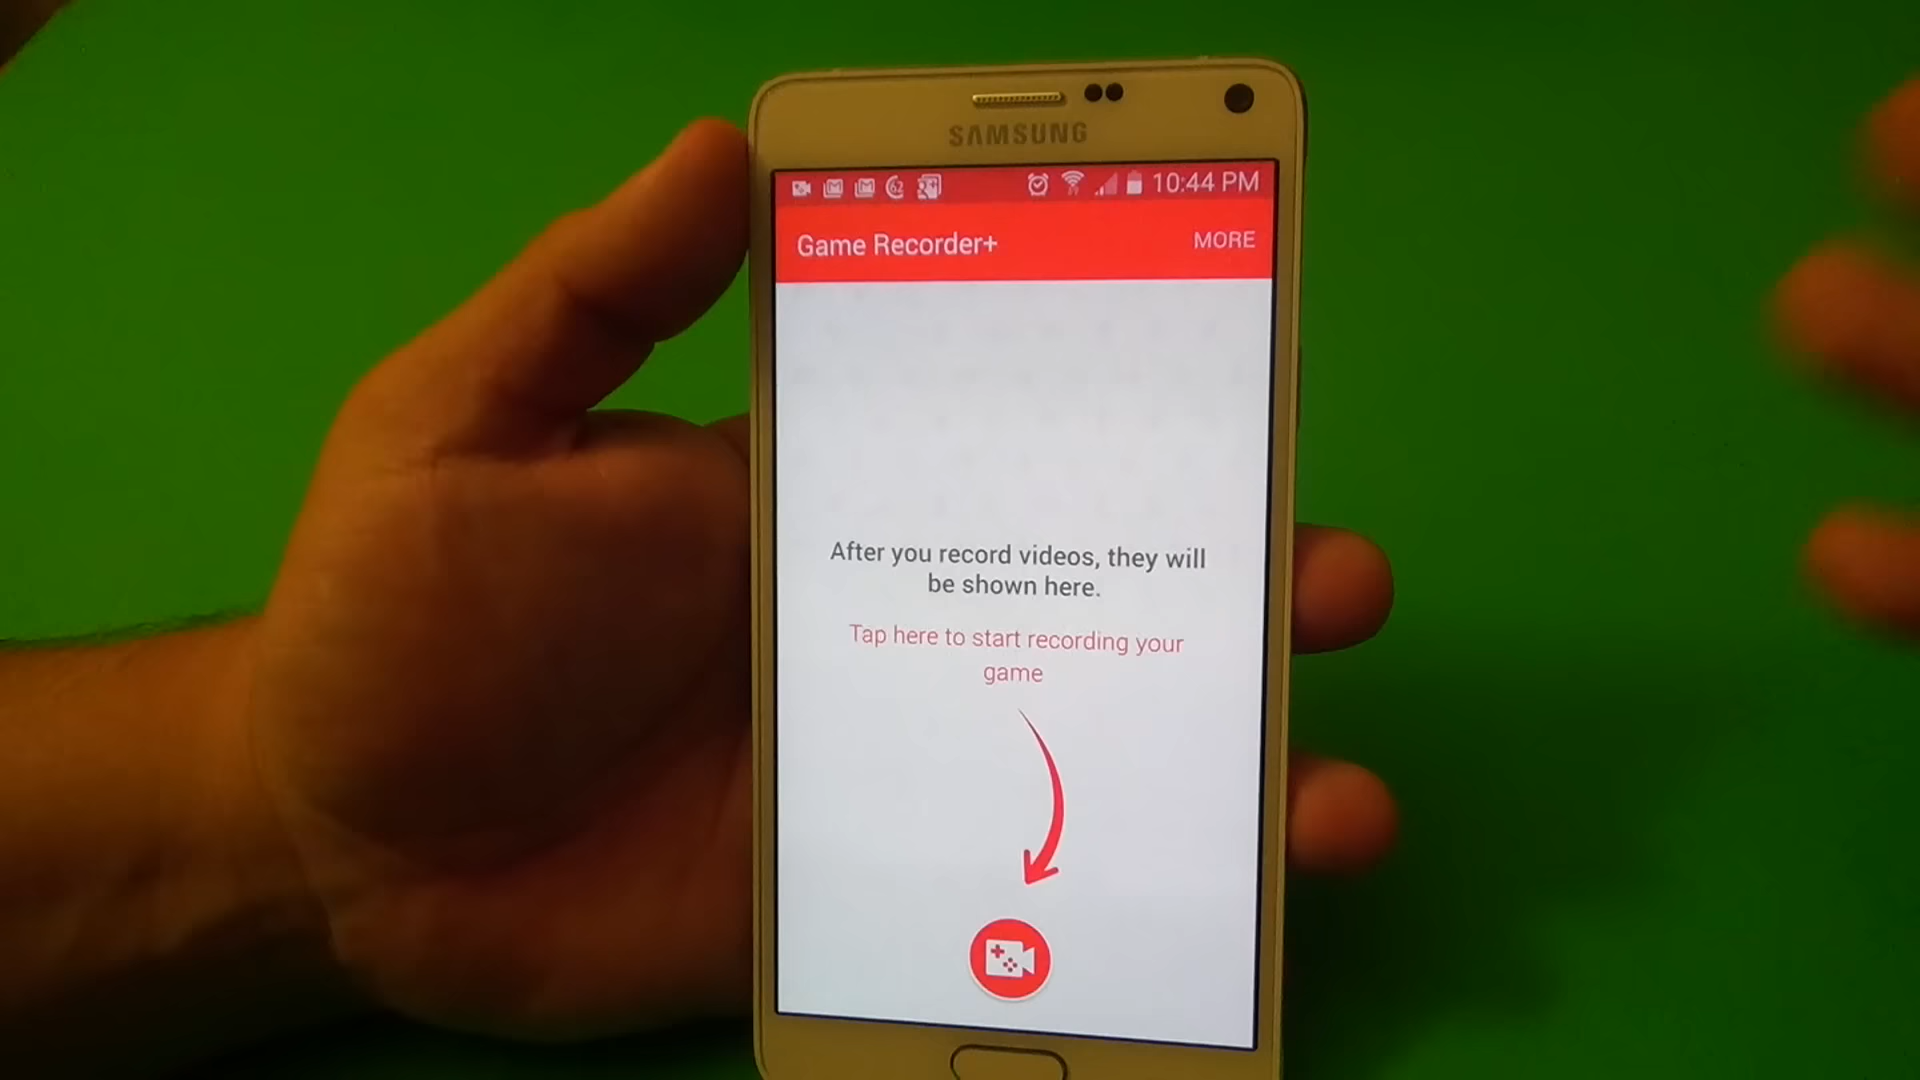 SAMSUNG
62
10:44 PM
Game Recorder+
MORE
After you record videos, they will
be shown here.
Tap here to start recording your
game